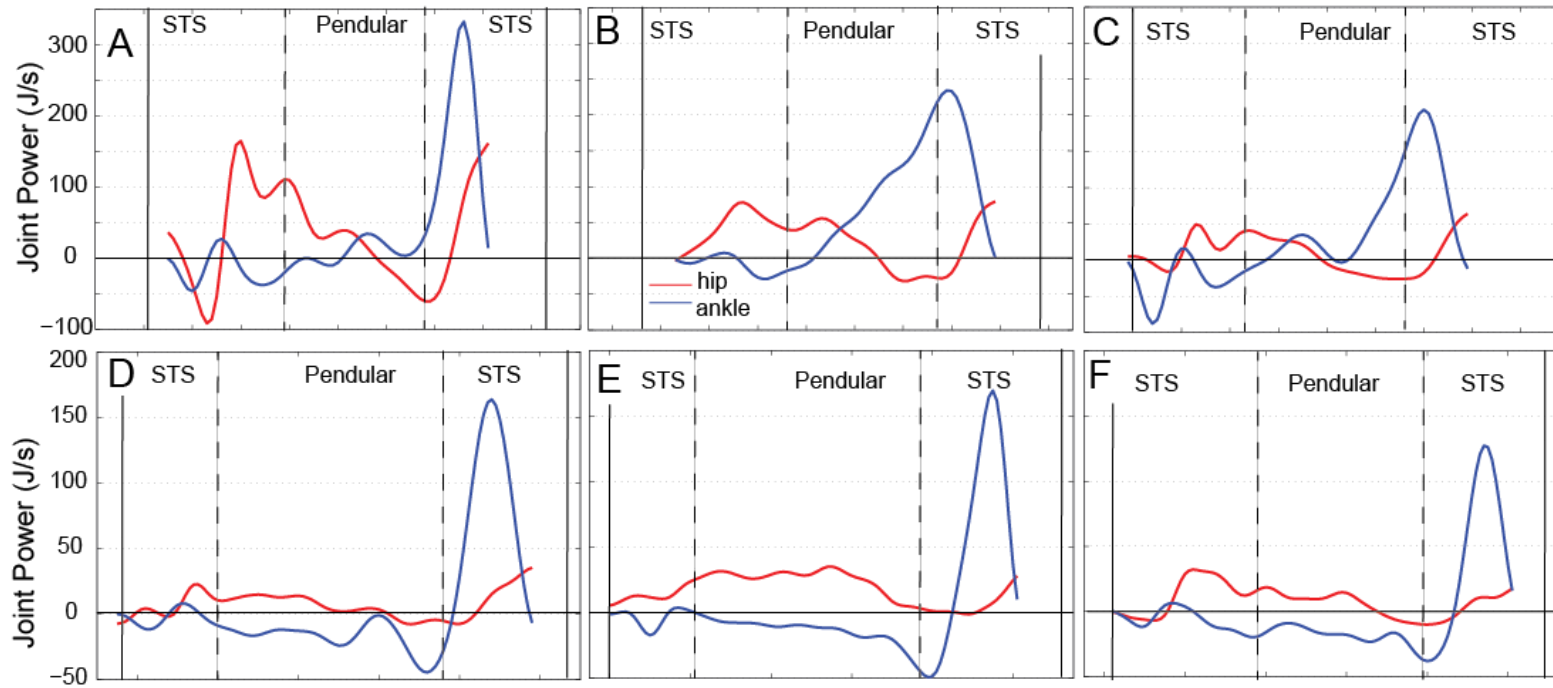 A STS Pendular STS
B STS Pendular STS
C STS Pendular STS
Joint Power (J/s)
300
200
100
0
−100
hip
ankle
D STS Pendular STS
E STS Pendular STS
F STS Pendular STS
Joint Power (J/s)
200
150
100
50
0
−50